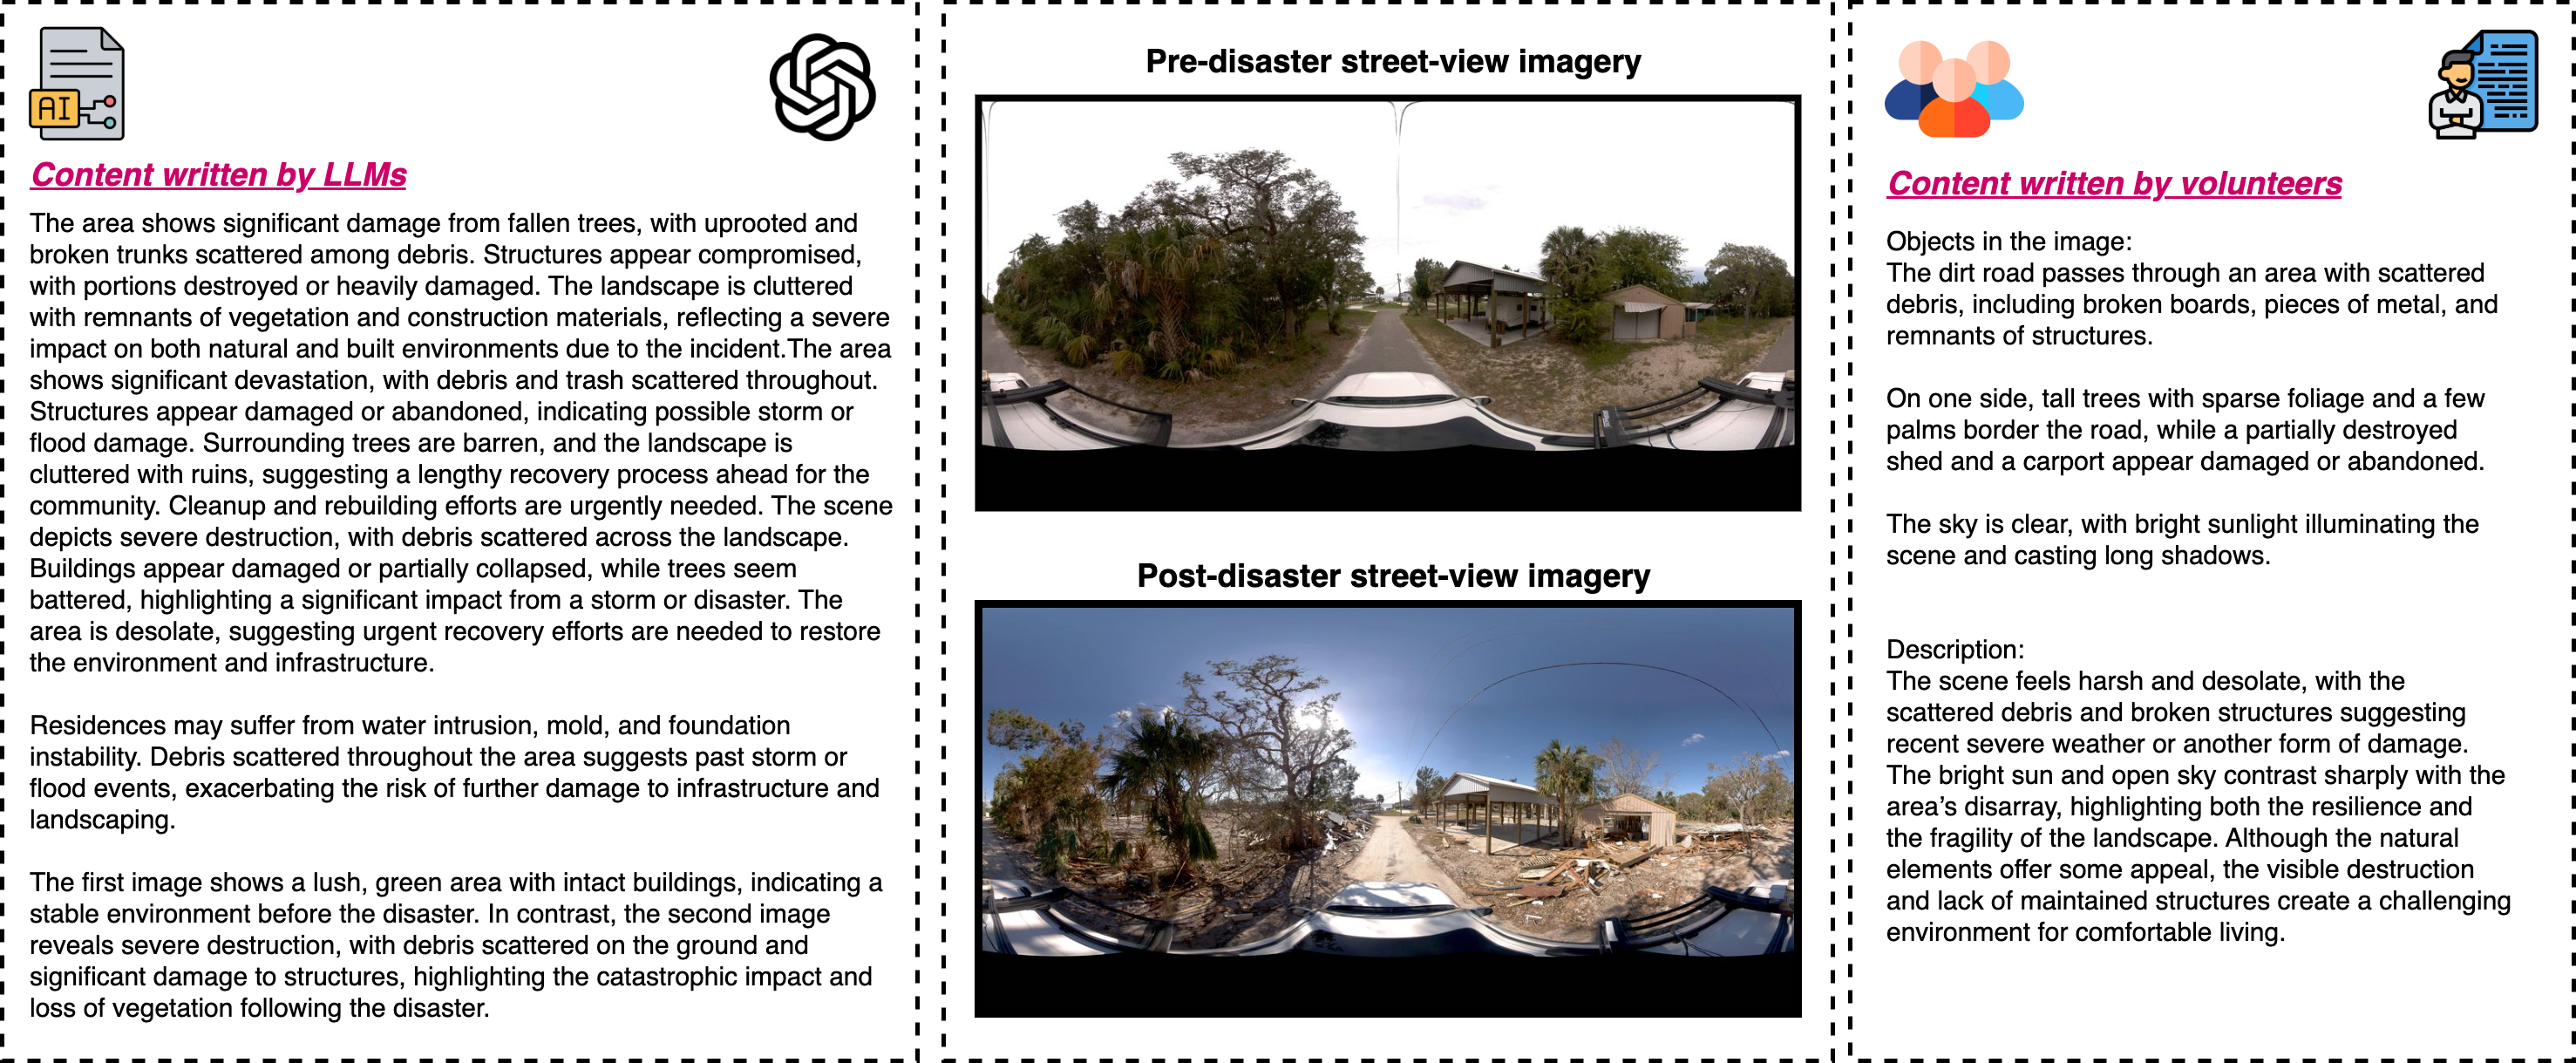 AI
Content written by LLMs
The area shows significant damage from fallen trees, with uprooted and
broken trunks scattered among debris. Structures appear compromised,
with portions destroyed or heavily damaged. The landscape is cluttered
with remnants of vegetation and construction materials, reflecting a severe
impact on both natural and built environments due to the incident.The area
shows significant devastation, with debris and trash scattered throughout.
Structures appear damaged or abandoned, indicating possible storm or
flood damage. Surrounding trees are barren, and the landscape is
cluttered with ruins, suggesting a lengthy recovery process ahead for the
community. Cleanup and rebuilding efforts are urgently needed. The scene
depicts severe destruction, with debris scattered across the landscape.
Buildings appear damaged or partially collapsed, while trees seem
battered, highlighting a significant impact from a storm or disaster. The
area is desolate, suggesting urgent recovery efforts are needed to restore
the environment and infrastructure.
Residences may suffer from water intrusion, mold, and foundation
instability. Debris scattered throughout the area suggests past storm or
flood events, exacerbating the risk of further damage to infrastructure and
landscaping.
The first image shows a lush, green area with intact buildings, indicating a
stable environment before the disaster. In contrast, the second image
reveals severe destruction, with debris scattered on the ground and
significant damage to structures, highlighting the catastrophic impact and
loss of vegetation following the disaster.
Pre-disaster street-view imagery
Post-disaster street-view imagery
Content written by volunteers
Objects in the image:
The dirt road passes through an area with scattered
debris, including broken boards, pieces of metal, and
remnants of structures.
On one side, tall trees with sparse foliage and a few
palms border the road, while a partially destroyed
shed and a carport appear damaged or abandoned.
The sky is clear, with bright sunlight illuminating the
scene and casting long shadows.
Description:
The scene feels harsh and desolate, with the
scattered debris and broken structures suggesting
recent severe weather or another form of damage.
The bright sun and open sky contrast sharply with the
area’s disarray, highlighting both the resilience and
the fragility of the landscape. Although the natural
elements offer some appeal, the visible destruction
and lack of maintained structures create a challenging
environment for comfortable living.